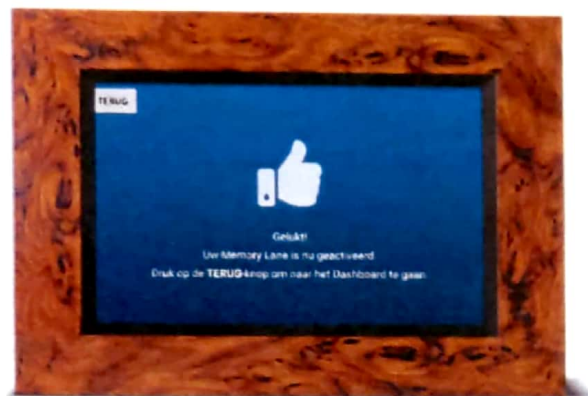 TERUG
Gelukt!
Uw Memory Lane is nu geactiveerd
Druk op de TERUG-knop om naar het Dashboard te gaan.